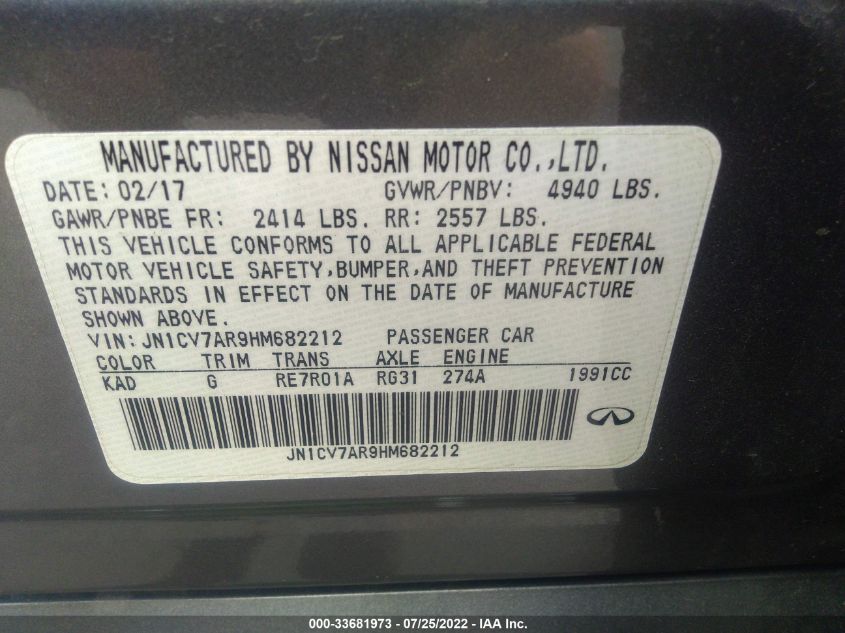 MANUFACTURED BY NISSAN MOTOR CO.,LTD.
DATE: 02/17 GVWR/PNBV: 4940 LBS.
GAWR/PNBE FR: 2414 LBS. RR: 2557 LBS.
THIS VEHICLE CONFORMS TO ALL APPLICABLE FEDERAL
MOTOR VEHICLE SAFETY,BUMPER,AND THEFT PREVENTION
STANDARDS IN EFFECT ON THE DATE OF MANUFACTURE
SHOWN ABOVE.
VIN: JN1CV7AR9HM682212 PASSENGER CAR
COLOR TRIM TRANS AXLE ENGINE
KAD G RE7R01A RG31 274A 1991CC
JN1CV7AR9HM682212
000-33681973 - 07/25/2022 - IAA Inc.